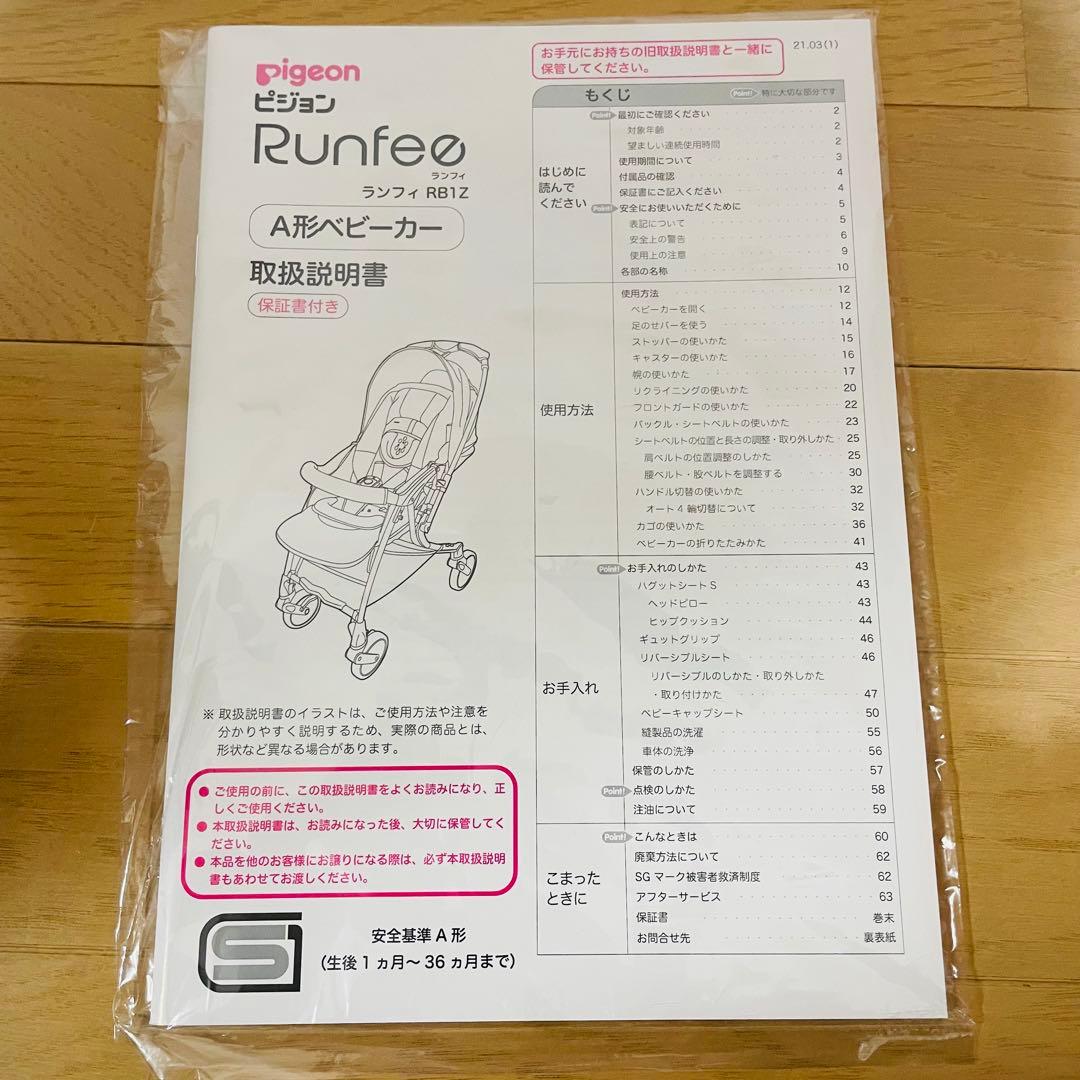 Pigeon
ピジョン
Runfee
ランフィ
ランフィ RB1Z
A形ベビーカー
取扱説明書
保証書付き
※ 取扱説明書のイラストは、ご使用方法や注意を
分かりやすく説明するため、実際の商品とは、
形状など異なる場合があります。
● ご使用の前に、この取扱説明書をよくお読みになり、正
しくご使用ください。
● 本取扱説明書は、お読みになった後、大切に保管してく
ださい。
● 本品を他のお客様にお譲りになる際は、必ず本取扱説明
書もあわせてお渡しください。
SG
安全基準 A 形
（生後 1 ヵ月〜 36 ヵ月まで）
お手元にお持ちの旧取扱説明書と一緒に
保管してください。
21.03(1)
もくじ
Point! 特に大切な部分です
はじめに
読んで
ください
Point! 最初にご確認ください 2
対象年齢 2
望ましい連続使用時間 2
使用期間について 3
付属品の確認 4
保証書にご記入ください 4
Point! 安全にお使いいただくために 5
表記について 5
安全上の警告 6
使用上の注意 9
各部の名称 10
使用方法
使用方法 12
ベビーカーを開く 12
足のせバーを使う 14
ストッパーの使いかた 15
キャスターの使いかた 16
幌の使いかた 17
リクライニングの使いかた 20
フロントガードの使いかた 22
バックル・シートベルトの使いかた 23
シートベルトの位置と長さの調整・取り外しかた 25
肩ベルトの位置調整のしかた 25
腰ベルト・股ベルトを調整する 30
ハンドル切替の使いかた 32
オート 4 輪切替について 32
カゴの使いかた 36
ベビーカーの折りたたみかた 41
お手入れ
Point! お手入れのしかた 43
ハグットシート S 43
ヘッドピロー 43
ヒップクッション 44
ギュットグリップ 46
リバーシブルシート 46
リバーシブルのしかた・取り外しかた
・取り付けかた 47
ベビーキャップシート 50
縫製品の洗濯 55
車体の洗浄 56
保管のしかた 57
Point! 点検のしかた 58
注油について 59
こまった
ときに
Point! こんなときは 60
廃棄方法について 62
SG マーク被害者救済制度 62
アフターサービス 63
保証書 巻末
お問合せ先 裏表紙